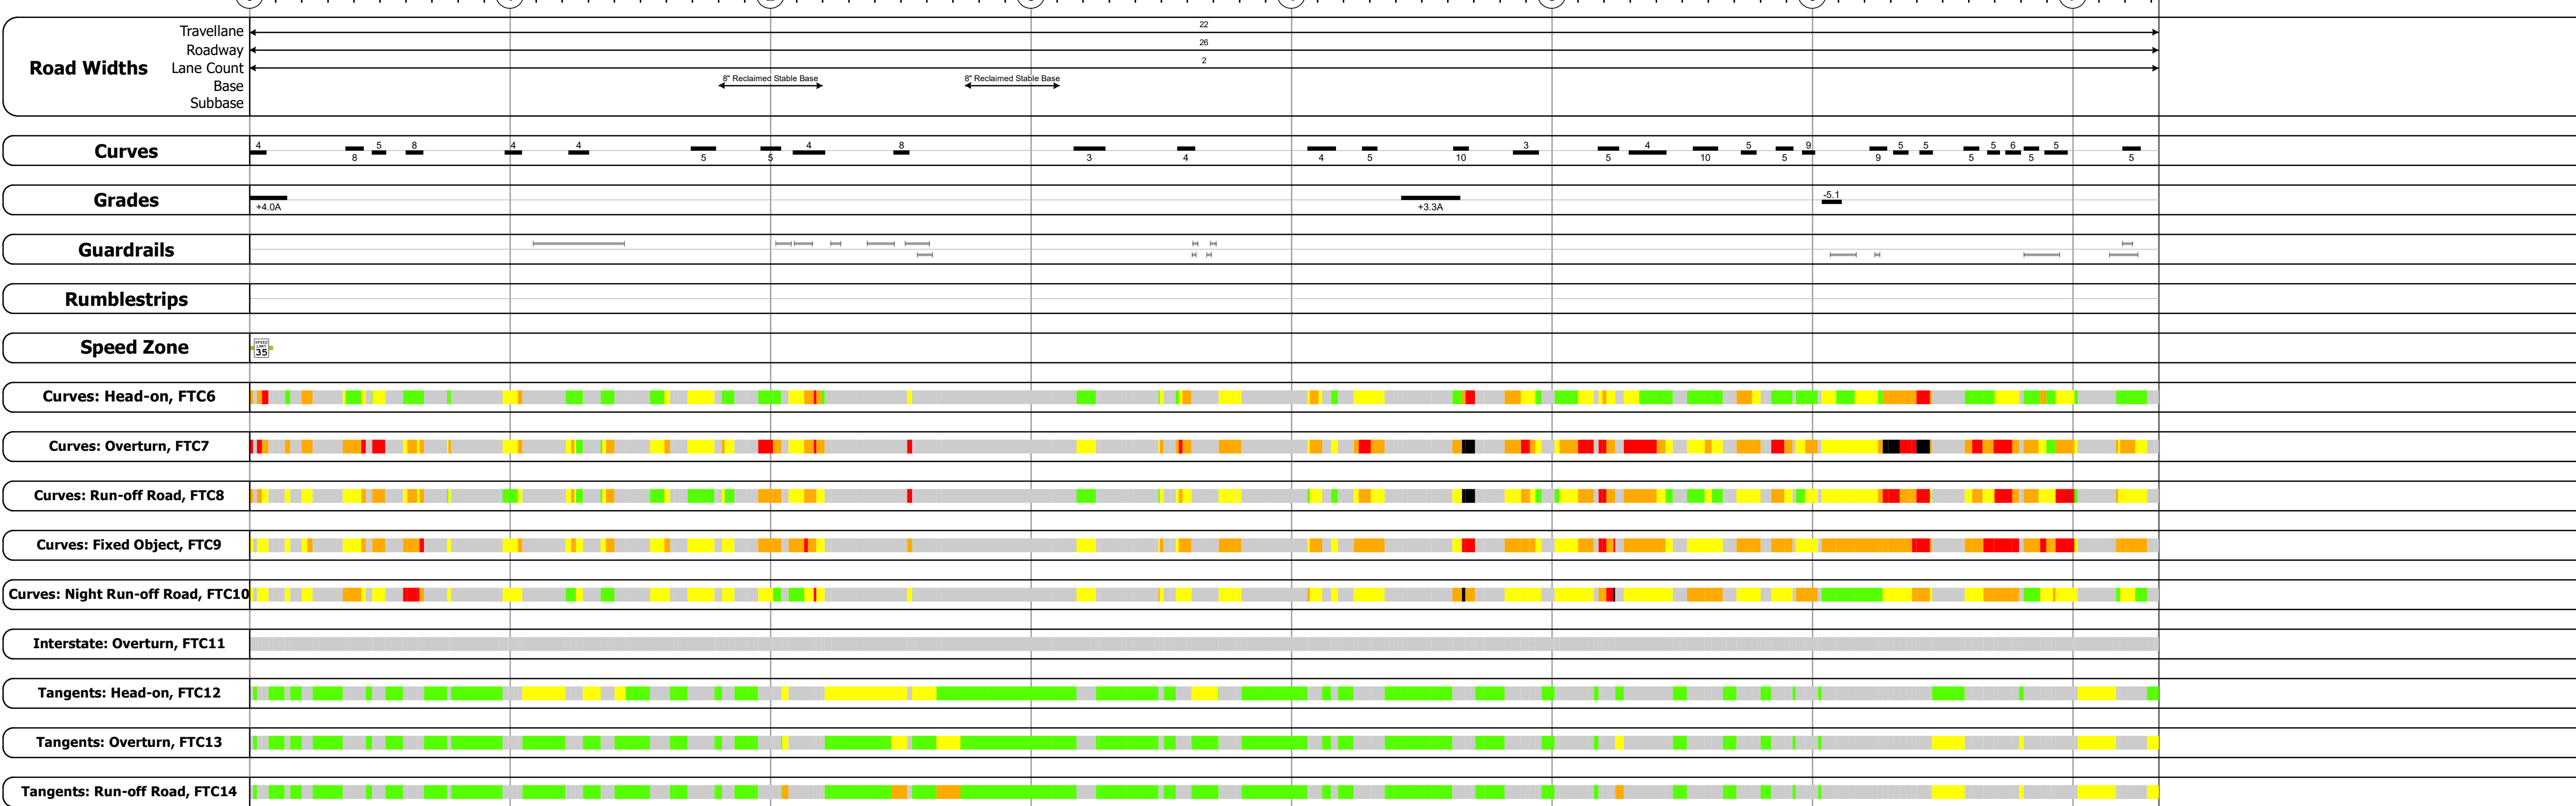 22
Travellane
26
Roadway
Road Widths
Lane Count
2
8" Reclaimed Stable Base
8" Reclaimed Stable Base
Base
Subbase
4 5 8 4 4 4 8 3 4 5 9 5 5 5 6 5
Curves
8 5 5 3 4 4 5 10 5 10 5 9 5 5 5
-5.1
Grades
+4.0A +3.3A
Guardrails
Rumblestrips
Speed Zone
SPEED
LIMIT
35
Curves: Head-on, FTC6
Curves: Overturn, FTC7
Curves: Run-off Road, FTC8
Curves: Fixed Object, FTC9
Curves: Night Run-off Road, FTC10
Interstate: Overturn, FTC11
Tangents: Head-on, FTC12
Tangents: Overturn, FTC13
Tangents: Run-off Road, FTC14